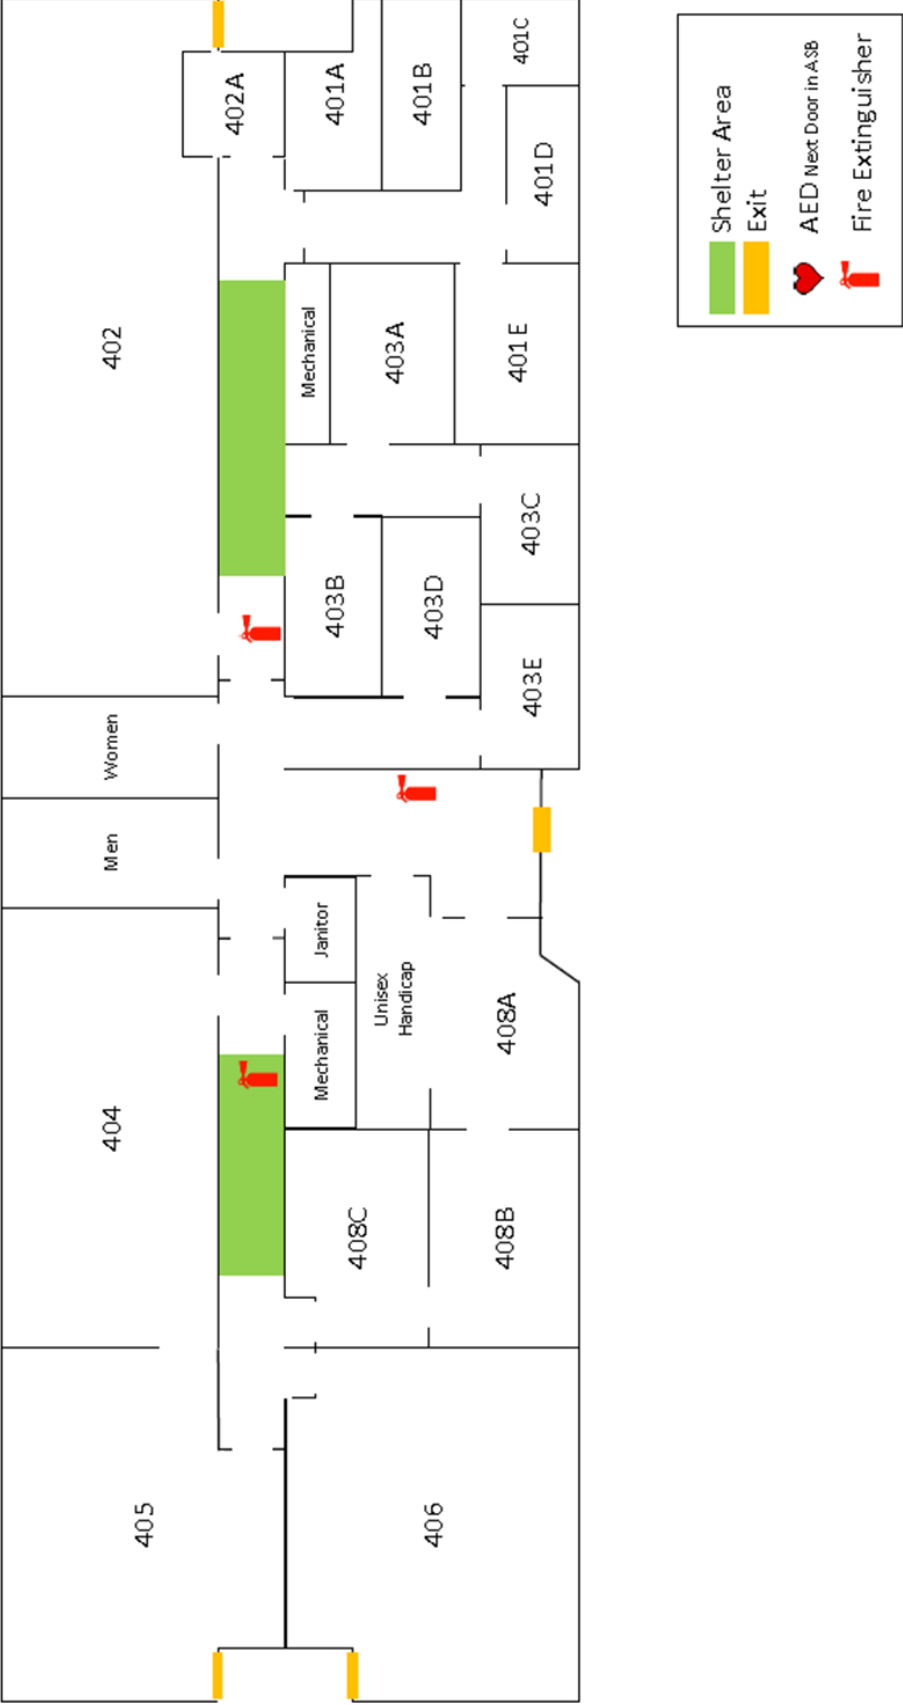 402A
401A
401B
401C
401D
402
Mechanical
403A
401E
403B
403D
403C
403E
Women
Men
Janitor
Mechanical
Unisex
Handicap
408A
404
408C
408B
405
406
Shelter Area
Exit
AED Next Door in ASB
Fire Extinguisher